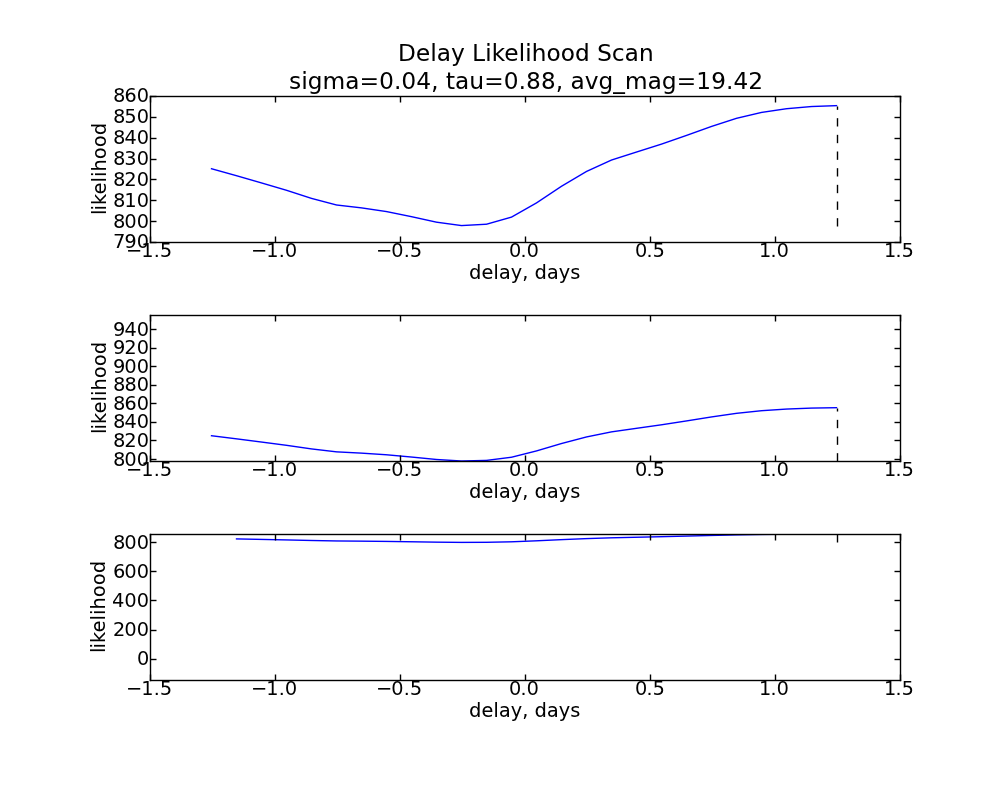 Delay Likelihood Scan
sigma=0.04, tau=0.88, avg_mag=19.42
860
850
840
830
820
810
800
790
likelihood
−1.5 −1.0 −0.5 0.0 0.5 1.0 1.5
delay, days
940
920
900
880
860
840
820
800
likelihood
−1.5 −1.0 −0.5 0.0 0.5 1.0 1.5
delay, days
800
600
400
200
0
likelihood
−1.5 −1.0 −0.5 0.0 0.5 1.0 1.5
delay, days